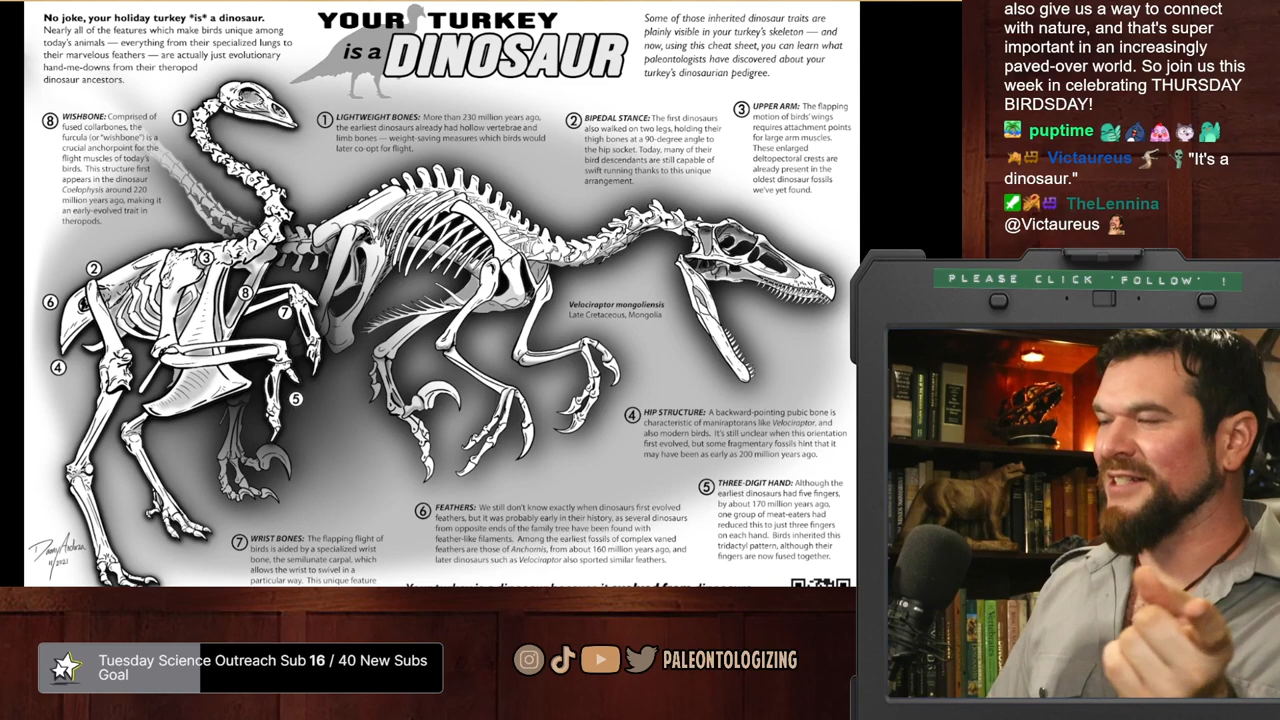 No joke, your holiday turkey *is* a dinosaur.
Nearly all of the features which make birds unique among
today's animals — everything from their specialized lungs to
their marvelous feathers — are actually just evolutionary
hand-me-downs from their theropod
dinosaur ancestors.
YOUR TURKEY
is a DINOSAUR
Some of those inherited dinosaur traits are
plainly visible in your turkey's skeleton — and
now, using this cheat sheet, you can learn what
paleontologists have discovered about your
turkey's dinosaurian pedigree.
8 WISHBONE: Comprised of
fused collarbones, the
furcula (or "wishbone") is a
crucial anchorpoint for the
flight muscles of today's
birds. This structure first
appears in the dinosaur
Coelophysis around 220
million years ago, making it
an early-evolved trait in
theropods.
1
1 LIGHTWEIGHT BONES: More than 230 million years ago,
the earliest dinosaurs already had hollow vertebrae and
limb bones — weight-saving measures which birds would
later co-opt for flight.
2 BIPEDAL STANCE: The first dinosaurs
also walked on two legs, holding their
thigh bones at a 90-degree angle to
the hip socket. Today, many of their
bird descendants are still capable of
swift running thanks to this unique
arrangement.
3 UPPER ARM: The flapping
motion of birds' wings
requires attachment points
for large arm muscles.
These enlarged
deltopectoral crests are
already present in the
oldest dinosaur fossils
we've yet found.
3
2
8
6
7
4
5
Velociraptor mongoliensis
Late Cretaceous, Mongolia
4 HIP STRUCTURE: A backward-pointing pubic bone is
characteristic of maniraptorans like Velociraptor, and
also modern birds. It's still unclear when this orientation
first evolved, but some fragmentary fossils hint that it
may have been as early as 200 million years ago.
5 THREE-DIGIT HAND: Although the
earliest dinosaurs had five fingers,
by about 170 million years ago,
one group of meat-eaters had
reduced this to just three fingers
on each hand. Birds inherited this
tridactyl pattern, although their
fingers are now fused together.
6 FEATHERS: We still don't know exactly when dinosaurs first evolved
feathers, but it was probably early in their history, as several dinosaurs
from opposite ends of the family tree have been found with
feather-like filaments. Among the earliest fossils of complex vaned
feathers are those of Anchiornis, from about 160 million years ago, and
later dinosaurs such as Velociraptor also sported similar feathers.
7 WRIST BONES: The flapping flight of
birds is aided by a specialized wrist
bone, the semilunate carpal, which
allows the wrist to swivel in a
particular way. This unique feature
11/2021
also give us a way to connect
with nature, and that's super
important in an increasingly
paved-over world. So join us this
week in celebrating THURSDAY
BIRDSDAY!
puptime
Victaureus "It's a
dinosaur."
TheLennina
@Victaureus
PLEASE CLICK 'FOLLOW' !
Tuesday Science Outreach Sub 16 / 40 New Subs
Goal
PALEONTOLOGIZING